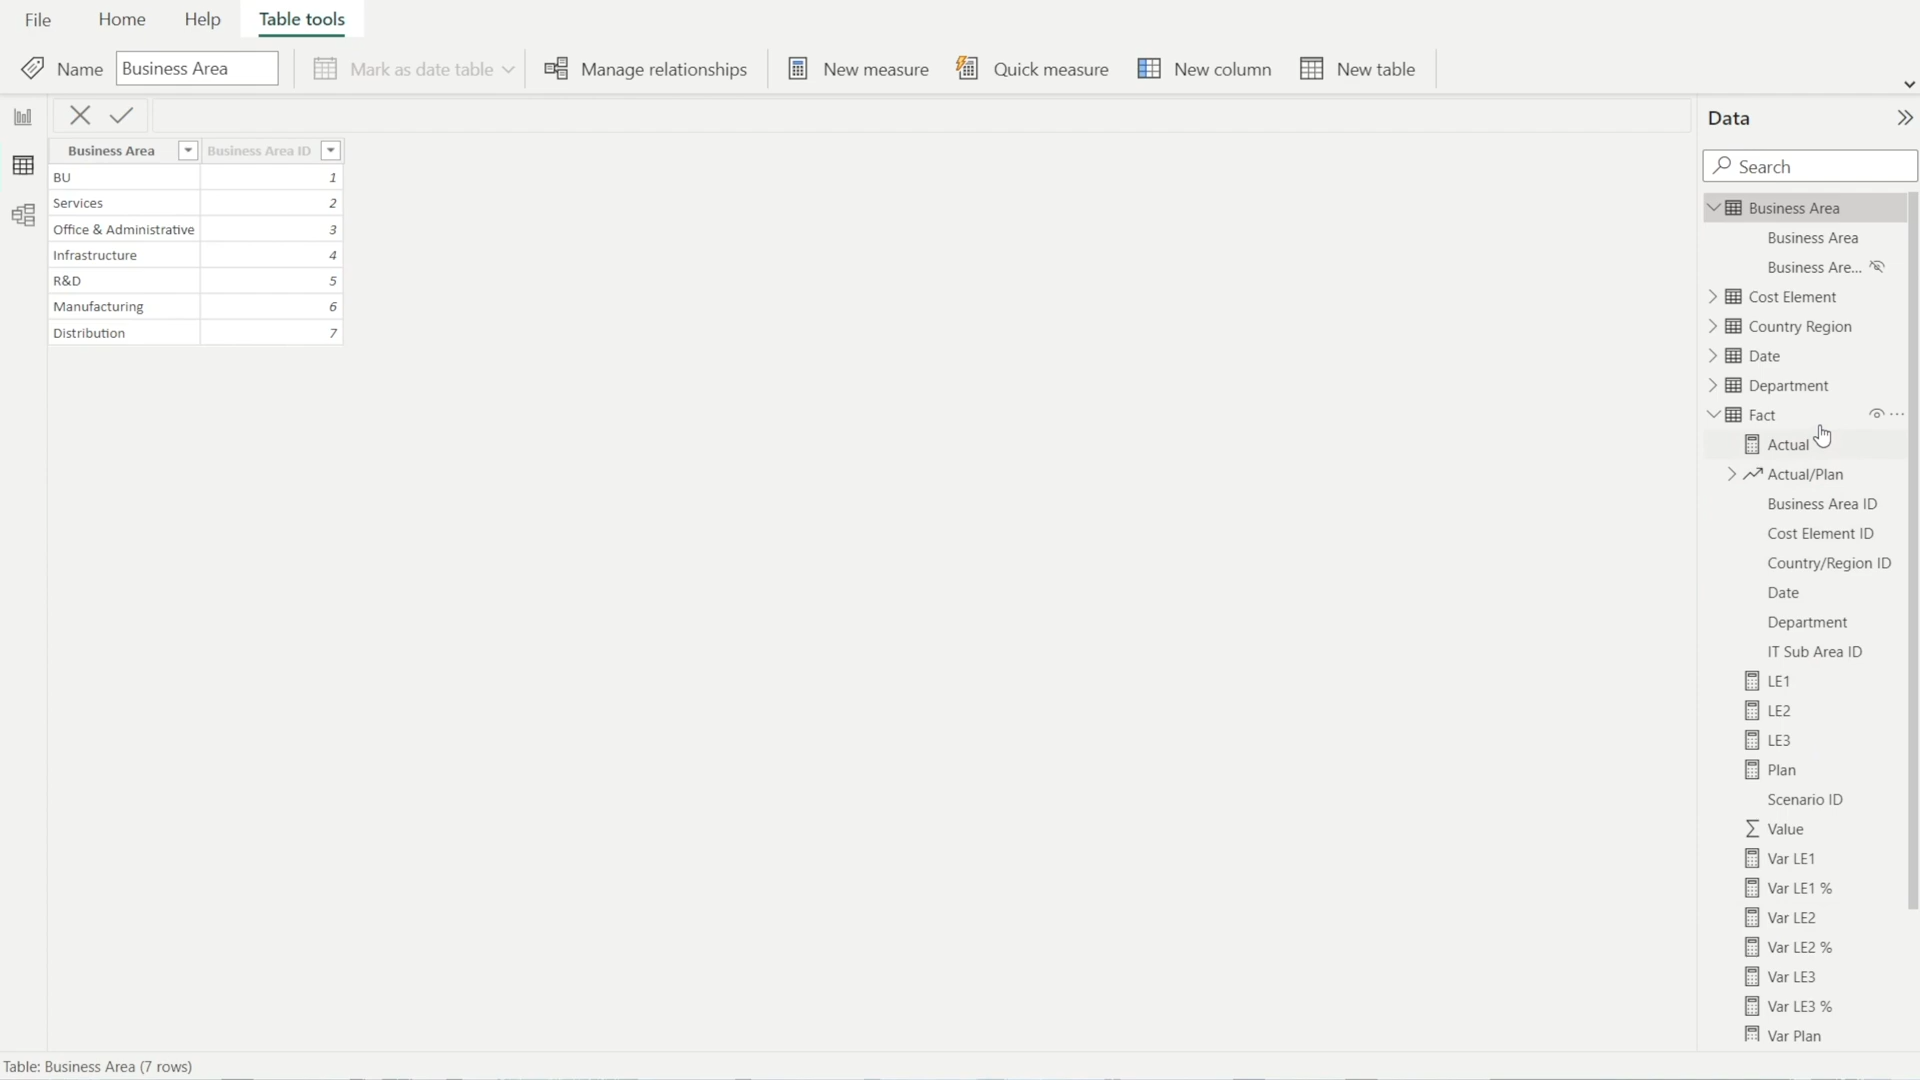 File Home Help Table tools
Name Business Area Mark as date table Manage relationships New measure Quick measure New column New table
Data
Search
Business Area Business Area ID
BU 1
Services 2
Office & Administrative 3
Infrastructure 4
R&D 5
Manufacturing 6
Distribution 7
Business Area
Business Area
Business Are...
Cost Element
Country Region
Date
Department
Fact
Actual
Actual/Plan
Business Area ID
Cost Element ID
Country/Region ID
Date
Department
IT Sub Area ID
LE1
LE2
LE3
Plan
Scenario ID
Value
Var LE1
Var LE1 %
Var LE2
Var LE2 %
Var LE3
Var LE3 %
Var Plan
Table: Business Area (7 rows)